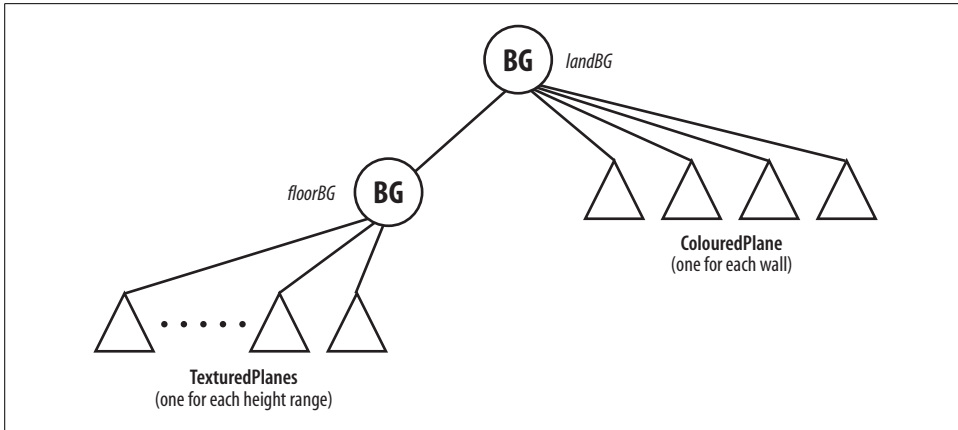 BG landBG
floorBG BG
ColouredPlane
(one for each wall)
TexturedPlanes
(one for each height range)